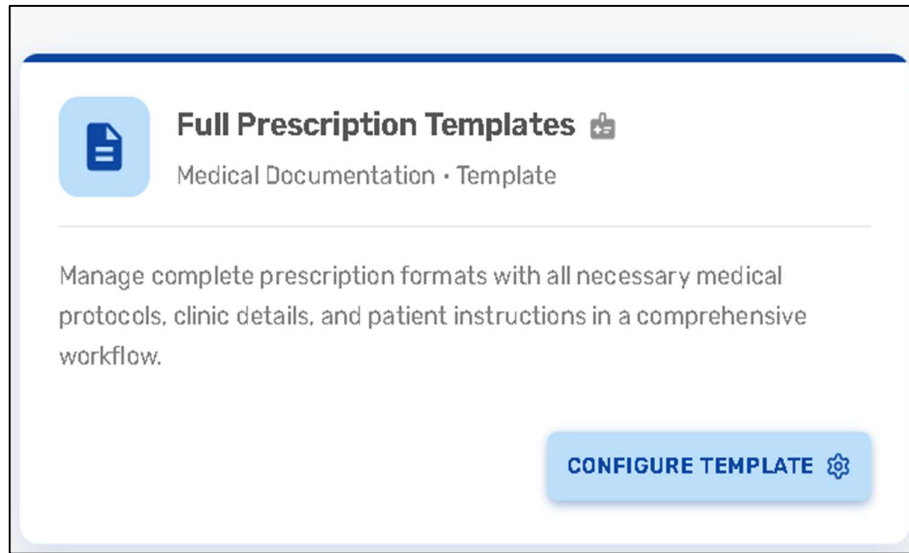 Full Prescription Templates
Medical Documentation • Template
Manage complete prescription formats with all necessary medical
protocols, clinic details, and patient instructions in a comprehensive
workflow.
CONFIGURE TEMPLATE